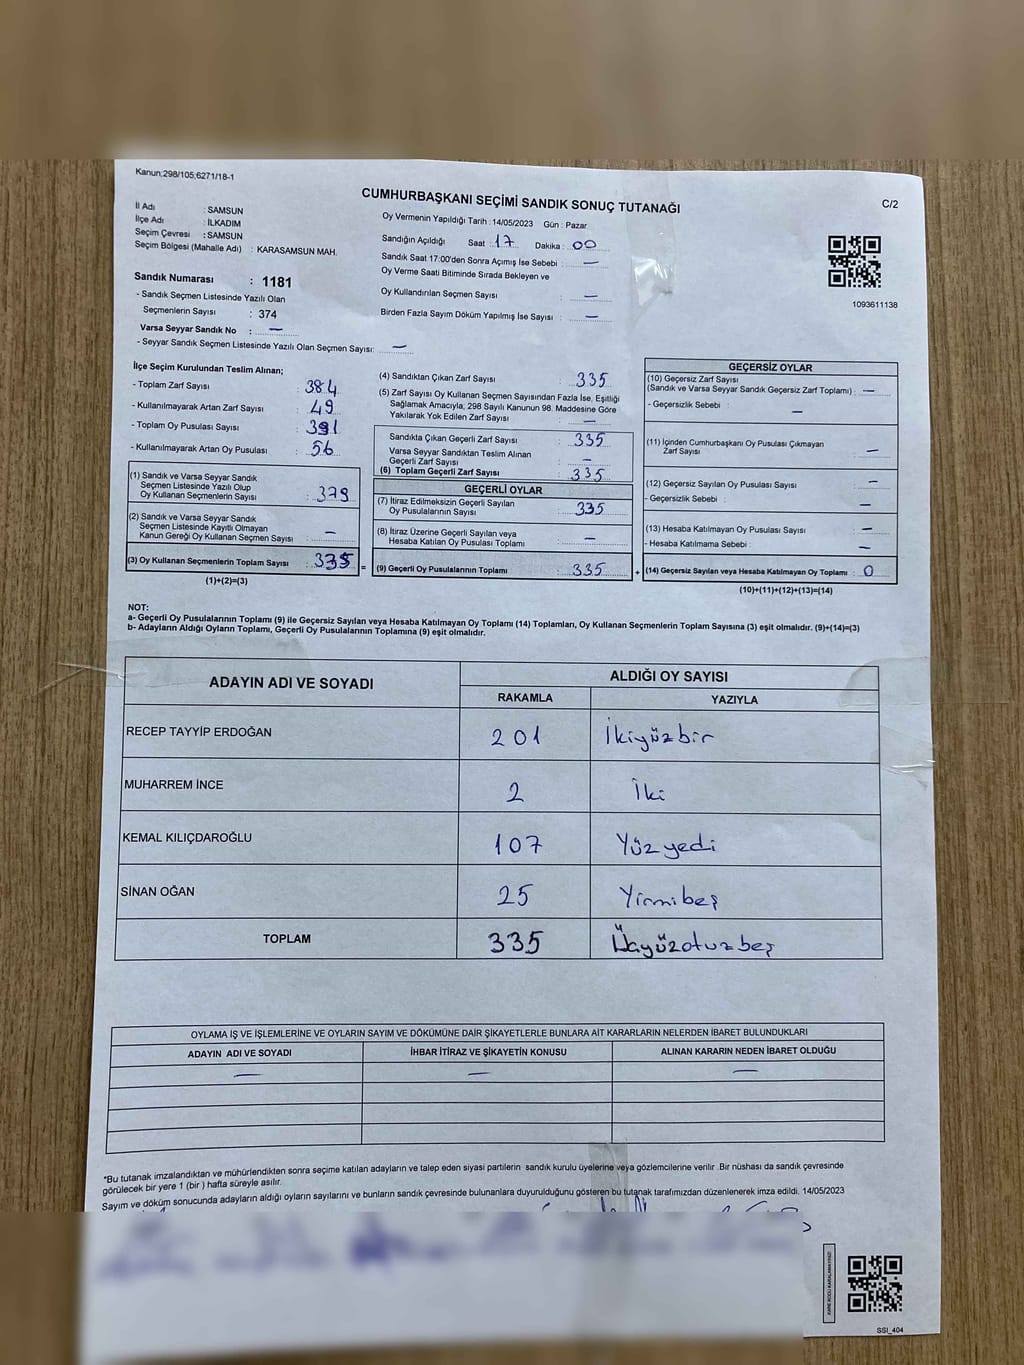 Kanun;298/105,6271/18-1
CUMHURBAŞKANI SEÇİMİ SANDIK SONUÇ TUTANAĞI
C/2
İl Adı : SAMSUN
İlçe Adı : İLKADIM
Seçim Çevresi : SAMSUN
Seçim Bölgesi (Mahalle Adı) : KARASAMSUN MAH.
Oy Vermenin Yapıldığı Tarih : 14/05/2023 Gün : Pazar
Sandığın Açıldığı Saat : 17 Dakika : 00
Sandık Saat 17:00'den Sonra Açımış İse Sebebi : —
Oy Verme Saati Bitiminde Sırada Bekleyen ve
Oy Kullandırılan Seçmen Sayısı : —
Birden Fazla Sayım Döküm Yapılmış İse Sayısı : —
1093611138
Sandık Numarası : 1181
- Sandık Seçmen Listesinde Yazılı Olan
Seçmenlerin Sayısı : 374
Varsa Seyyar Sandık No : —
- Seyyar Sandık Seçmen Listesinde Yazılı Olan Seçmen Sayısı: —
İlçe Seçim Kurulundan Teslim Alınan;
- Toplam Zarf Sayısı : 384
- Kullanılmayarak Artan Zarf Sayısı : 49
- Toplam Oy Pusulası Sayısı : 391
- Kullanılmayarak Artan Oy Pusulası : 56
(1) Sandık ve Varsa Seyyar Sandık
Seçmen Listesinde Yazılı Olup
Oy Kullanan Seçmenlerin Sayısı :
(2) Sandık ve Varsa Seyyar Sandık
Seçmen Listesinde Kayıtlı Olmayan
Kanun Gereği Oy Kullanan Seçmen Sayısı : —
(3) Oy Kullanan Seçmenlerin Toplam Sayısı : 335
(1)+(2)=(3)
(4) Sandıktan Çıkan Zarf Sayısı : 335
(5) Zarf Sayısı Oy Kullanan Seçmen Sayısından Fazla İse, Eşitliği
Sağlamak Amacıyla, 298 Sayılı Kanunun 98. Maddesine Göre
Yakılarak Yok Edilen Zarf Sayısı : —
Sandıkta Çıkan Geçerli Zarf Sayısı : 335
Varsa Seyyar Sandıktan Teslim Alınan
Geçerli Zarf Sayısı : —
(6) Toplam Geçerli Zarf Sayısı : 335
GEÇERLİ OYLAR
(7) İtiraz Edilmeksizin Geçerli Sayılan
Oy Pusulalarının Sayısı : 335
(8) İtiraz Üzerine Geçerli Sayılan veya
Hesaba Katılan Oy Pusulası Toplamı : —
= (9) Geçerli Oy Pusulalarının Toplamı : 335 +
GEÇERSİZ OYLAR
(10) Geçersiz Zarf Sayısı
(Sandık ve Varsa Seyyar Sandık Geçersiz Zarf Toplamı) : —
- Geçersizlik Sebebi : —
(11) İçinden Cumhurbaşkanı Oy Pusulası Çıkmayan
Zarf Sayısı : —
(12) Geçersiz Sayılan Oy Pusulası Sayısı : —
- Geçersizlik Sebebi : —
(13) Hesaba Katılmayan Oy Pusulası Sayısı : —
- Hesaba Katılmama Sebebi : —
(14) Geçersiz Sayılan veya Hesaba Katılmayan Oy Toplamı : 0
(10)+(11)+(12)+(13)=(14)
NOT:
a- Geçerli Oy Pusulalarının Toplamı (9) ile Geçersiz Sayılan veya Hesaba Katılmayan Oy Toplamı (14) Toplamları, Oy Kullanan Seçmenlerin Toplam Sayısına (3) eşit olmalıdır. (9)+(14)=(3)
b- Adayların Aldığı Oyların Toplamı, Geçerli Oy Pusulalarının Toplamına (9) eşit olmalıdır.
ADAYIN ADI VE SOYADI ALDIĞI OY SAYISI
RAKAMLA YAZIYLA
RECEP TAYYİP ERDOĞAN 201 İkiyüzbir
MUHARREM İNCE 2 İki
KEMAL KILIÇDAROĞLU 107 Yüzyedi
SİNAN OĞAN 25 Yirmibeş
TOPLAM 335 Üçyüzotuzbeş
OYLAMA İŞ VE İŞLEMLERİNE VE OYLARIN SAYIM VE DÖKÜMÜNE DAİR ŞİKAYETLERLE BUNLARA AİT KARARLARIN NELERDEN İBARET BULUNDUKLARI
ADAYIN ADI VE SOYADI İHBAR İTİRAZ VE ŞİKAYETİN KONUSU ALINAN KARARIN NEDEN İBARET OLDUĞU
— — —
*Bu tutanak imzalandıktan ve mühürlendikten sonra seçime katılan adayların ve talep eden siyasi partilerin sandık kurulu üyelerine veya gözlemcilerine verilir .Bir nüshası da sandık çevresinde
görülecek bir yere 1 (bir ) hafta süreyle asılır.
Sayım ve döküm sonucunda adayların aldığı oyların sayılarını ve bunların sandık çevresinde bulunanlara duyurulduğunu gösteren bu tutanak tarafımızdan düzenlenerek imza edildi. 14/05/2023
SSI_404